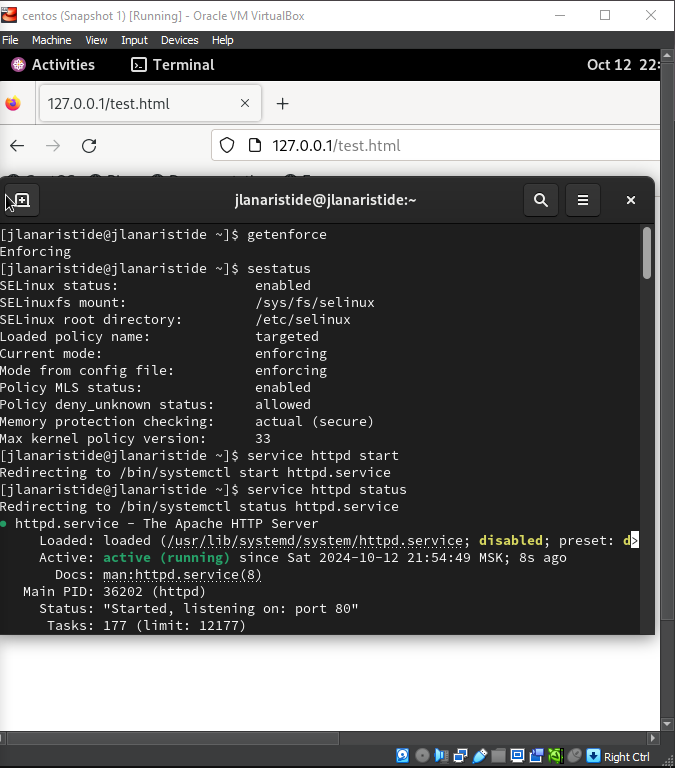 centos (Snapshot 1) [Running] - Oracle VM VirtualBox
File Machine View Input Devices Help
Activities Terminal Oct 12 22:
127.0.0.1/test.html
127.0.0.1/test.html
jlanaristide@jlanaristide:~
[jlanaristide@jlanaristide ~]$ getenforce
Enforcing
[jlanaristide@jlanaristide ~]$ sestatus
SELinux status:                 enabled
SELinuxfs mount:                /sys/fs/selinux
SELinux root directory:         /etc/selinux
Loaded policy name:             targeted
Current mode:                   enforcing
Mode from config file:          enforcing
Policy MLS status:              enabled
Policy deny_unknown status:     allowed
Memory protection checking:     actual (secure)
Max kernel policy version:      33
[jlanaristide@jlanaristide ~]$ service httpd start
Redirecting to /bin/systemctl start httpd.service
[jlanaristide@jlanaristide ~]$ service httpd status
Redirecting to /bin/systemctl status httpd.service
● httpd.service - The Apache HTTP Server
     Loaded: loaded (/usr/lib/systemd/system/httpd.service; disabled; preset: d>
     Active: active (running) since Sat 2024-10-12 21:54:49 MSK; 8s ago
       Docs: man:httpd.service(8)
   Main PID: 36202 (httpd)
     Status: "Started, listening on: port 80"
      Tasks: 177 (limit: 12177)
Right Ctrl